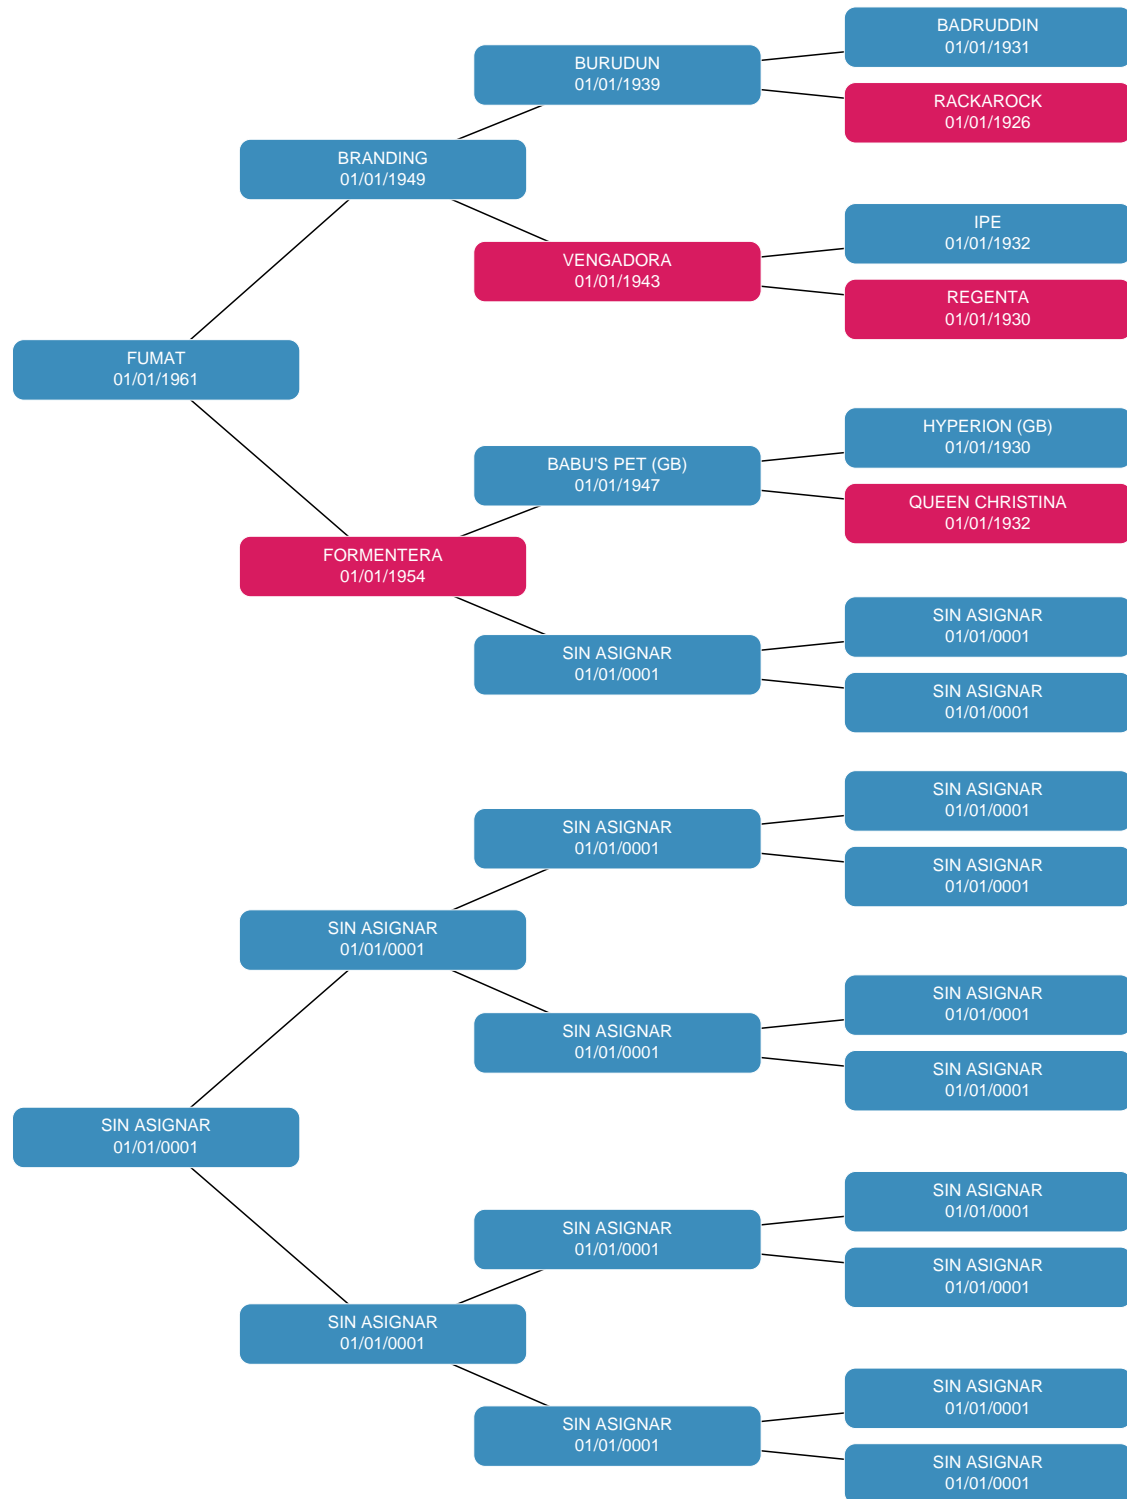 BADRUDDIN
01/01/1931
BURUDUN
01/01/1939
RACKAROCK
01/01/1926
BRANDING
01/01/1949
IPE
01/01/1932
VENGADORA
01/01/1943
REGENTA
01/01/1930
FUMAT
01/01/1961
HYPERION (GB)
01/01/1930
BABU'S PET (GB)
01/01/1947
QUEEN CHRISTINA
01/01/1932
FORMENTERA
01/01/1954
SIN ASIGNAR
01/01/0001
SIN ASIGNAR
01/01/0001
SIN ASIGNAR
01/01/0001
SIN ASIGNAR
01/01/0001
SIN ASIGNAR
01/01/0001
SIN ASIGNAR
01/01/0001
SIN ASIGNAR
01/01/0001
SIN ASIGNAR
01/01/0001
SIN ASIGNAR
01/01/0001
SIN ASIGNAR
01/01/0001
SIN ASIGNAR
01/01/0001
SIN ASIGNAR
01/01/0001
SIN ASIGNAR
01/01/0001
SIN ASIGNAR
01/01/0001
SIN ASIGNAR
01/01/0001
SIN ASIGNAR
01/01/0001
SIN ASIGNAR
01/01/0001
SIN ASIGNAR
01/01/0001